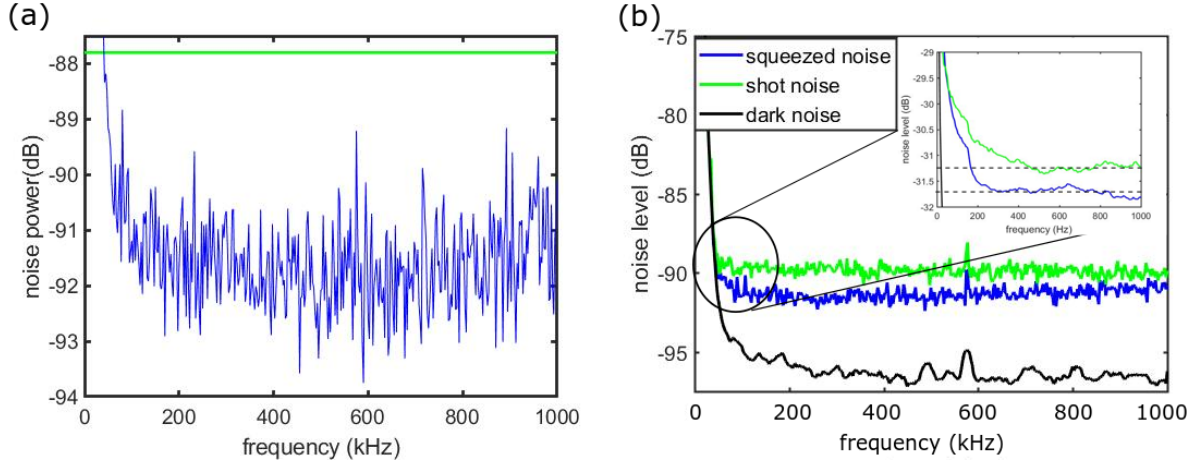 (a)
-88
-89
-90
-91
-92
-93
-94
noise power(dB)
0 200 400 600 800 1000
frequency (kHz)
(b)
-75
-80
-85
-90
-95
noise level (dB)
squeezed noise
shot noise
dark noise
-29
-29.5
-30
-30.5
-31
-31.5
-32
noise level (dB)
0 200 400 600 800 1000
frequency (Hz)
0 200 400 600 800 1000
frequency (kHz)